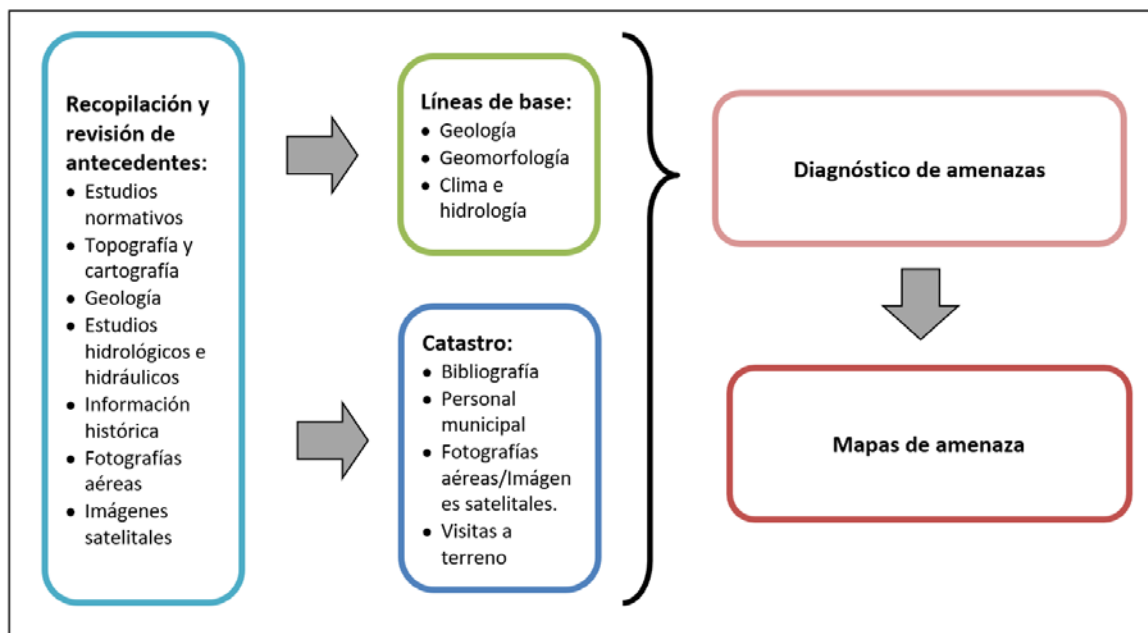 Recopilación y
revisión de
antecedentes:
• Estudios
normativos
• Topografía y
cartografía
• Geología
• Estudios
hidrológicos e
hidráulicos
• Información
histórica
• Fotografías
aéreas
• Imágenes
satelitales
Líneas de base:
• Geología
• Geomorfología
• Clima e
hidrología
Catastro:
• Bibliografía
• Personal
municipal
• Fotografías
aéreas/Imágen
es satelitales.
• Visitas a
terreno
Diagnóstico de amenazas
Mapas de amenaza